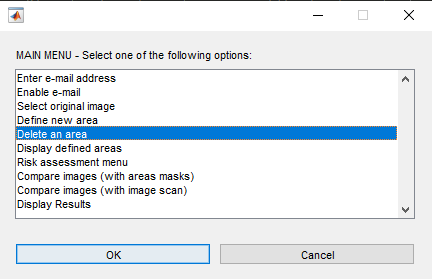 MAIN MENU - Select one of the following options:
Enter e-mail address
Enable e-mail
Select original image
Define new area
Delete an area
Display defined areas
Risk assessment menu
Compare images (with areas masks)
Compare images (with image scan)
Display Results
OK
Cancel